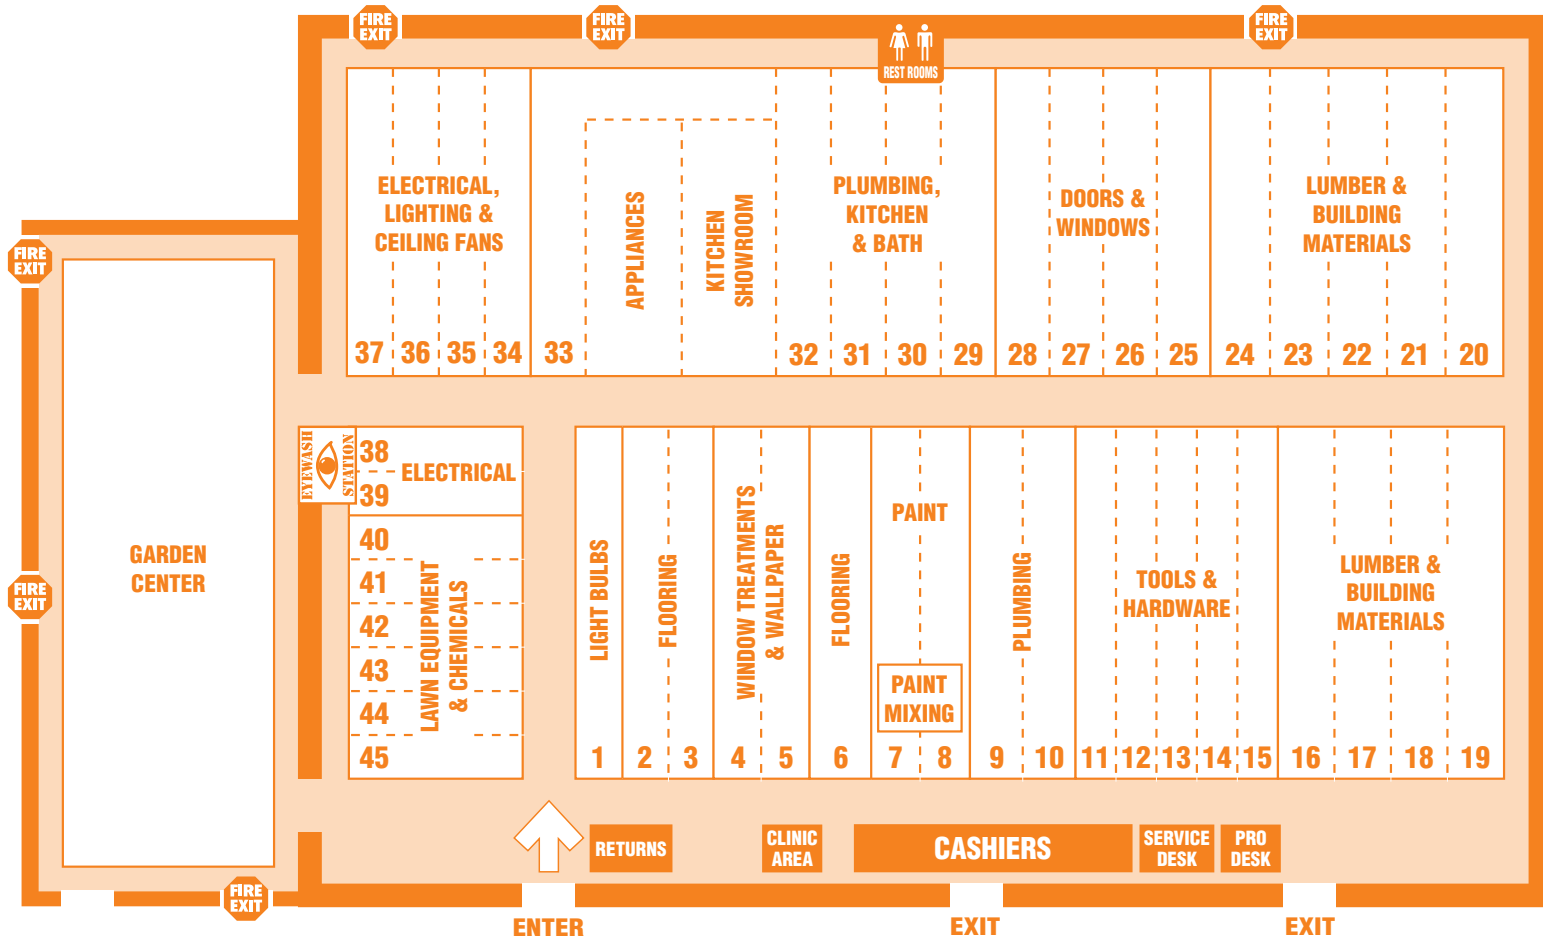 FIRE
EXIT
FIRE
EXIT
FIRE
EXIT
REST ROOMS
ELECTRICAL,
LIGHTING &
CEILING FANS
APPLIANCES
KITCHEN
SHOWROOM
PLUMBING,
KITCHEN
& BATH
DOORS &
WINDOWS
LUMBER &
BUILDING
MATERIALS
37 36 35 34 33 32 31 30 29 28 27 26 25 24 23 22 21 20
FIRE
EXIT
GARDEN
CENTER
FIRE
EXIT
FIRE
EXIT
EYEWASH
STATION
38
39
ELECTRICAL
40
41
42
43
44
45
LAWN EQUIPMENT
& CHEMICALS
LIGHT BULBS
FLOORING
WINDOW TREATMENTS
& WALLPAPER
FLOORING
PAINT
PAINT
MIXING
PLUMBING
TOOLS &
HARDWARE
LUMBER &
BUILDING
MATERIALS
1 2 3 4 5 6 7 8 9 10 11 12 13 14 15 16 17 18 19
RETURNS
CLINIC
AREA
CASHIERS
SERVICE
DESK
PRO
DESK
ENTER
EXIT
EXIT